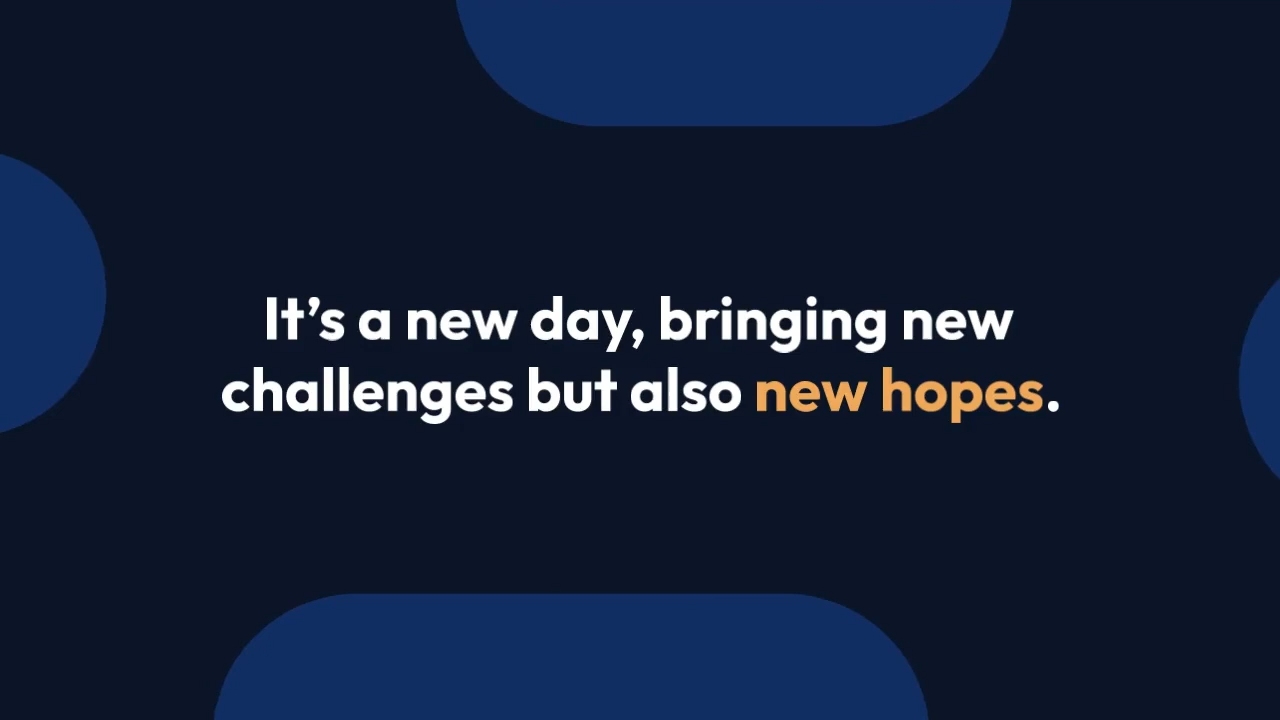 It’s a new day, bringing new
challenges but also new hopes.